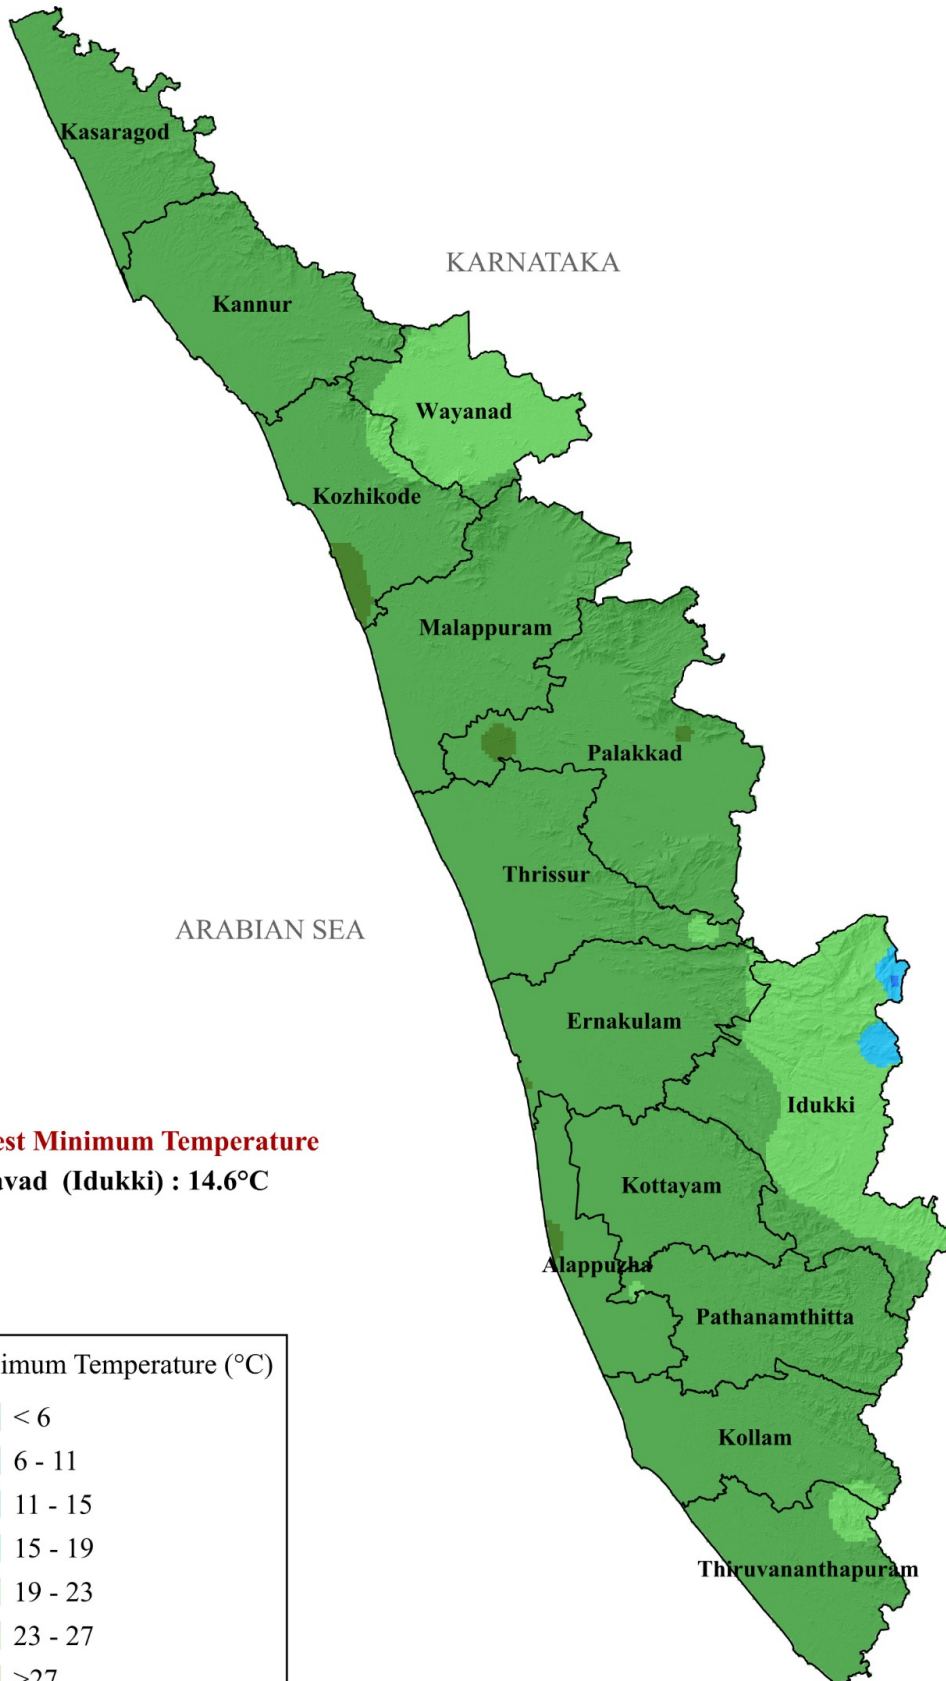 Kasaragod
KARNATAKA
Kannur
Wayanad
Kozhikode
Malappuram
Palakkad
Thrissur
ARABIAN SEA
Ernakulam
Idukki
est Minimum Temperature
avad (Idukki) : 14.6°C
Kottayam
Alappuzha
Pathanamthitta
imum Temperature (°C)
< 6
6 - 11
11 - 15
15 - 19
19 - 23
23 - 27
>27
Kollam
Thiruvananthapuram